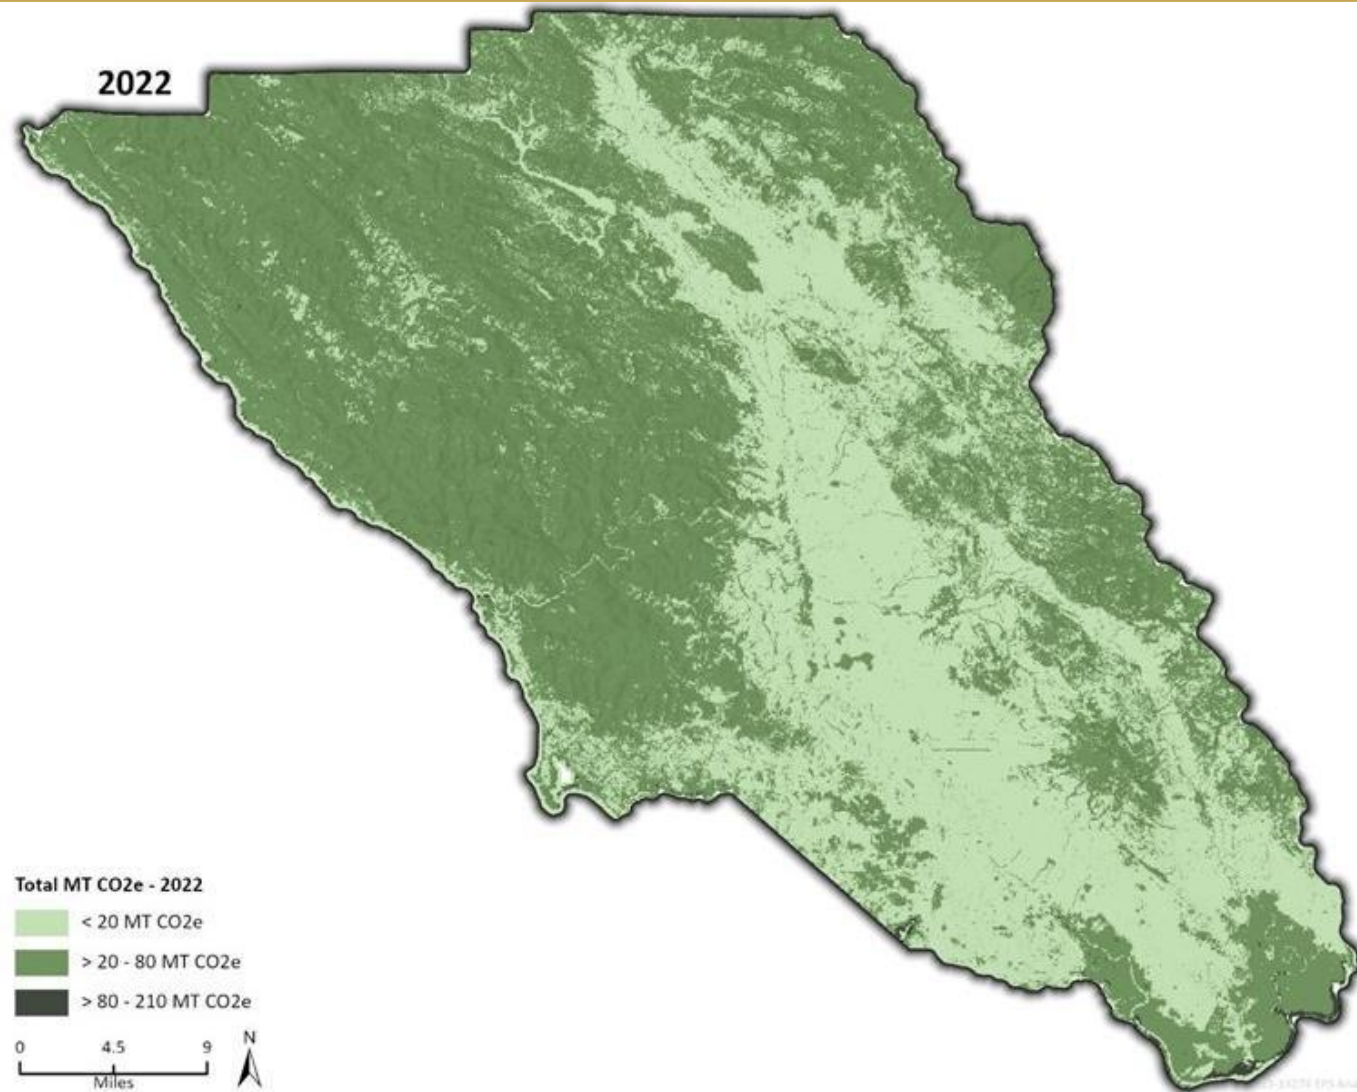 2022
Total MT CO2e - 2022
< 20 MT CO2e
> 20 - 80 MT CO2e
> 80 - 210 MT CO2e
0 4.5 9
Miles
N